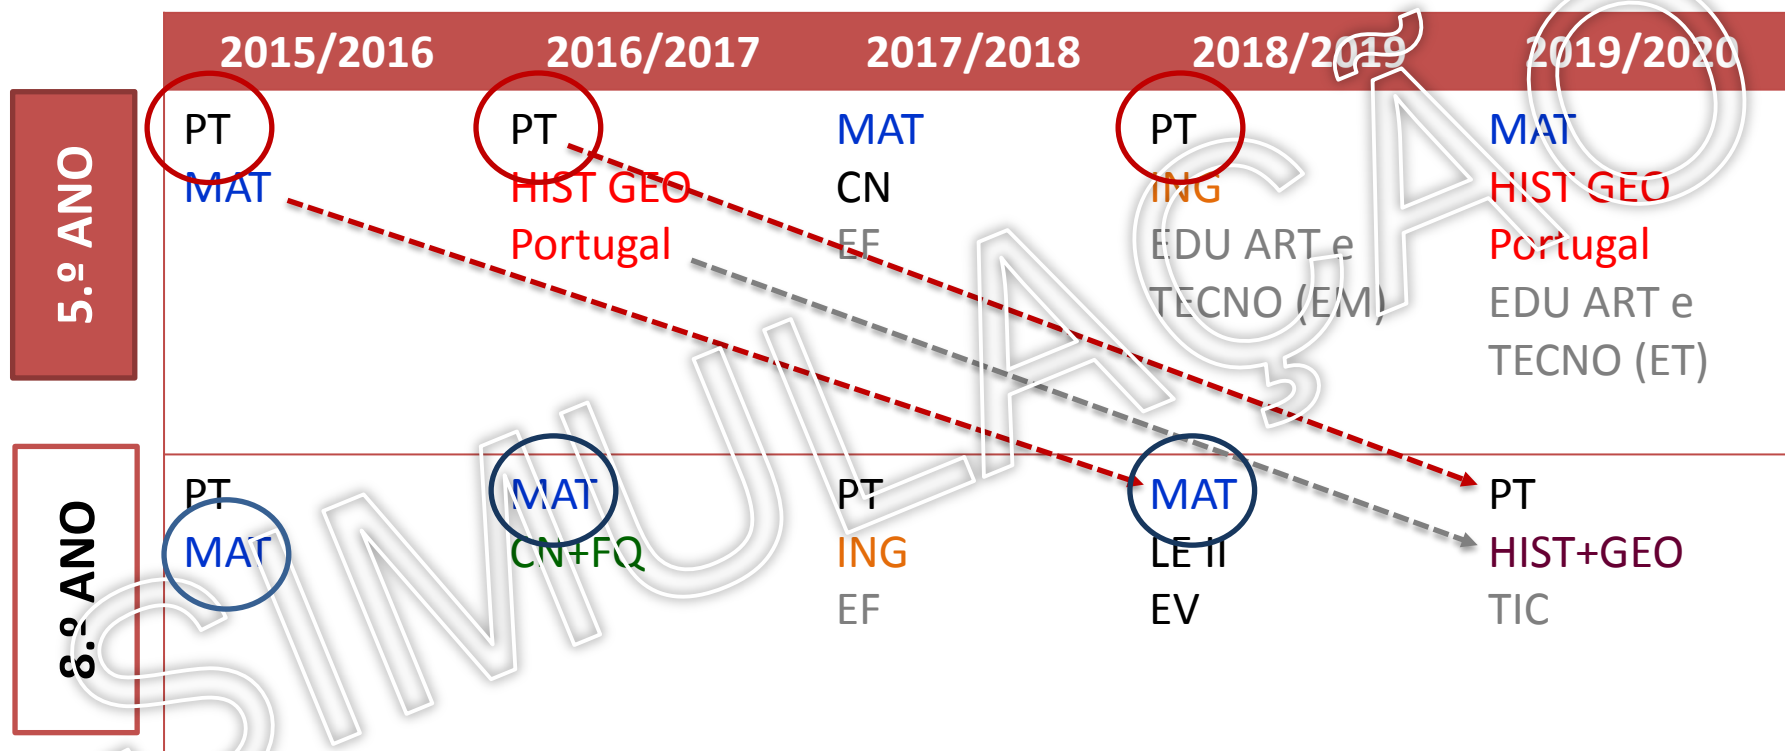 2015/2016 2016/2017 2017/2018 2018/2019 2019/2020
5.º ANO
PT PT MAT PT MAT
MAT HIST GEO CN ING HIST GEO
Portugal EF EDU ART e Portugal
TECNO (EM) EDU ART e
TECNO (ET)
8.º ANO
PT MAT PT MAT PT
MAT CN+FQ ING LE II HIST+GEO
EF EV TIC
SIMULAÇÃO